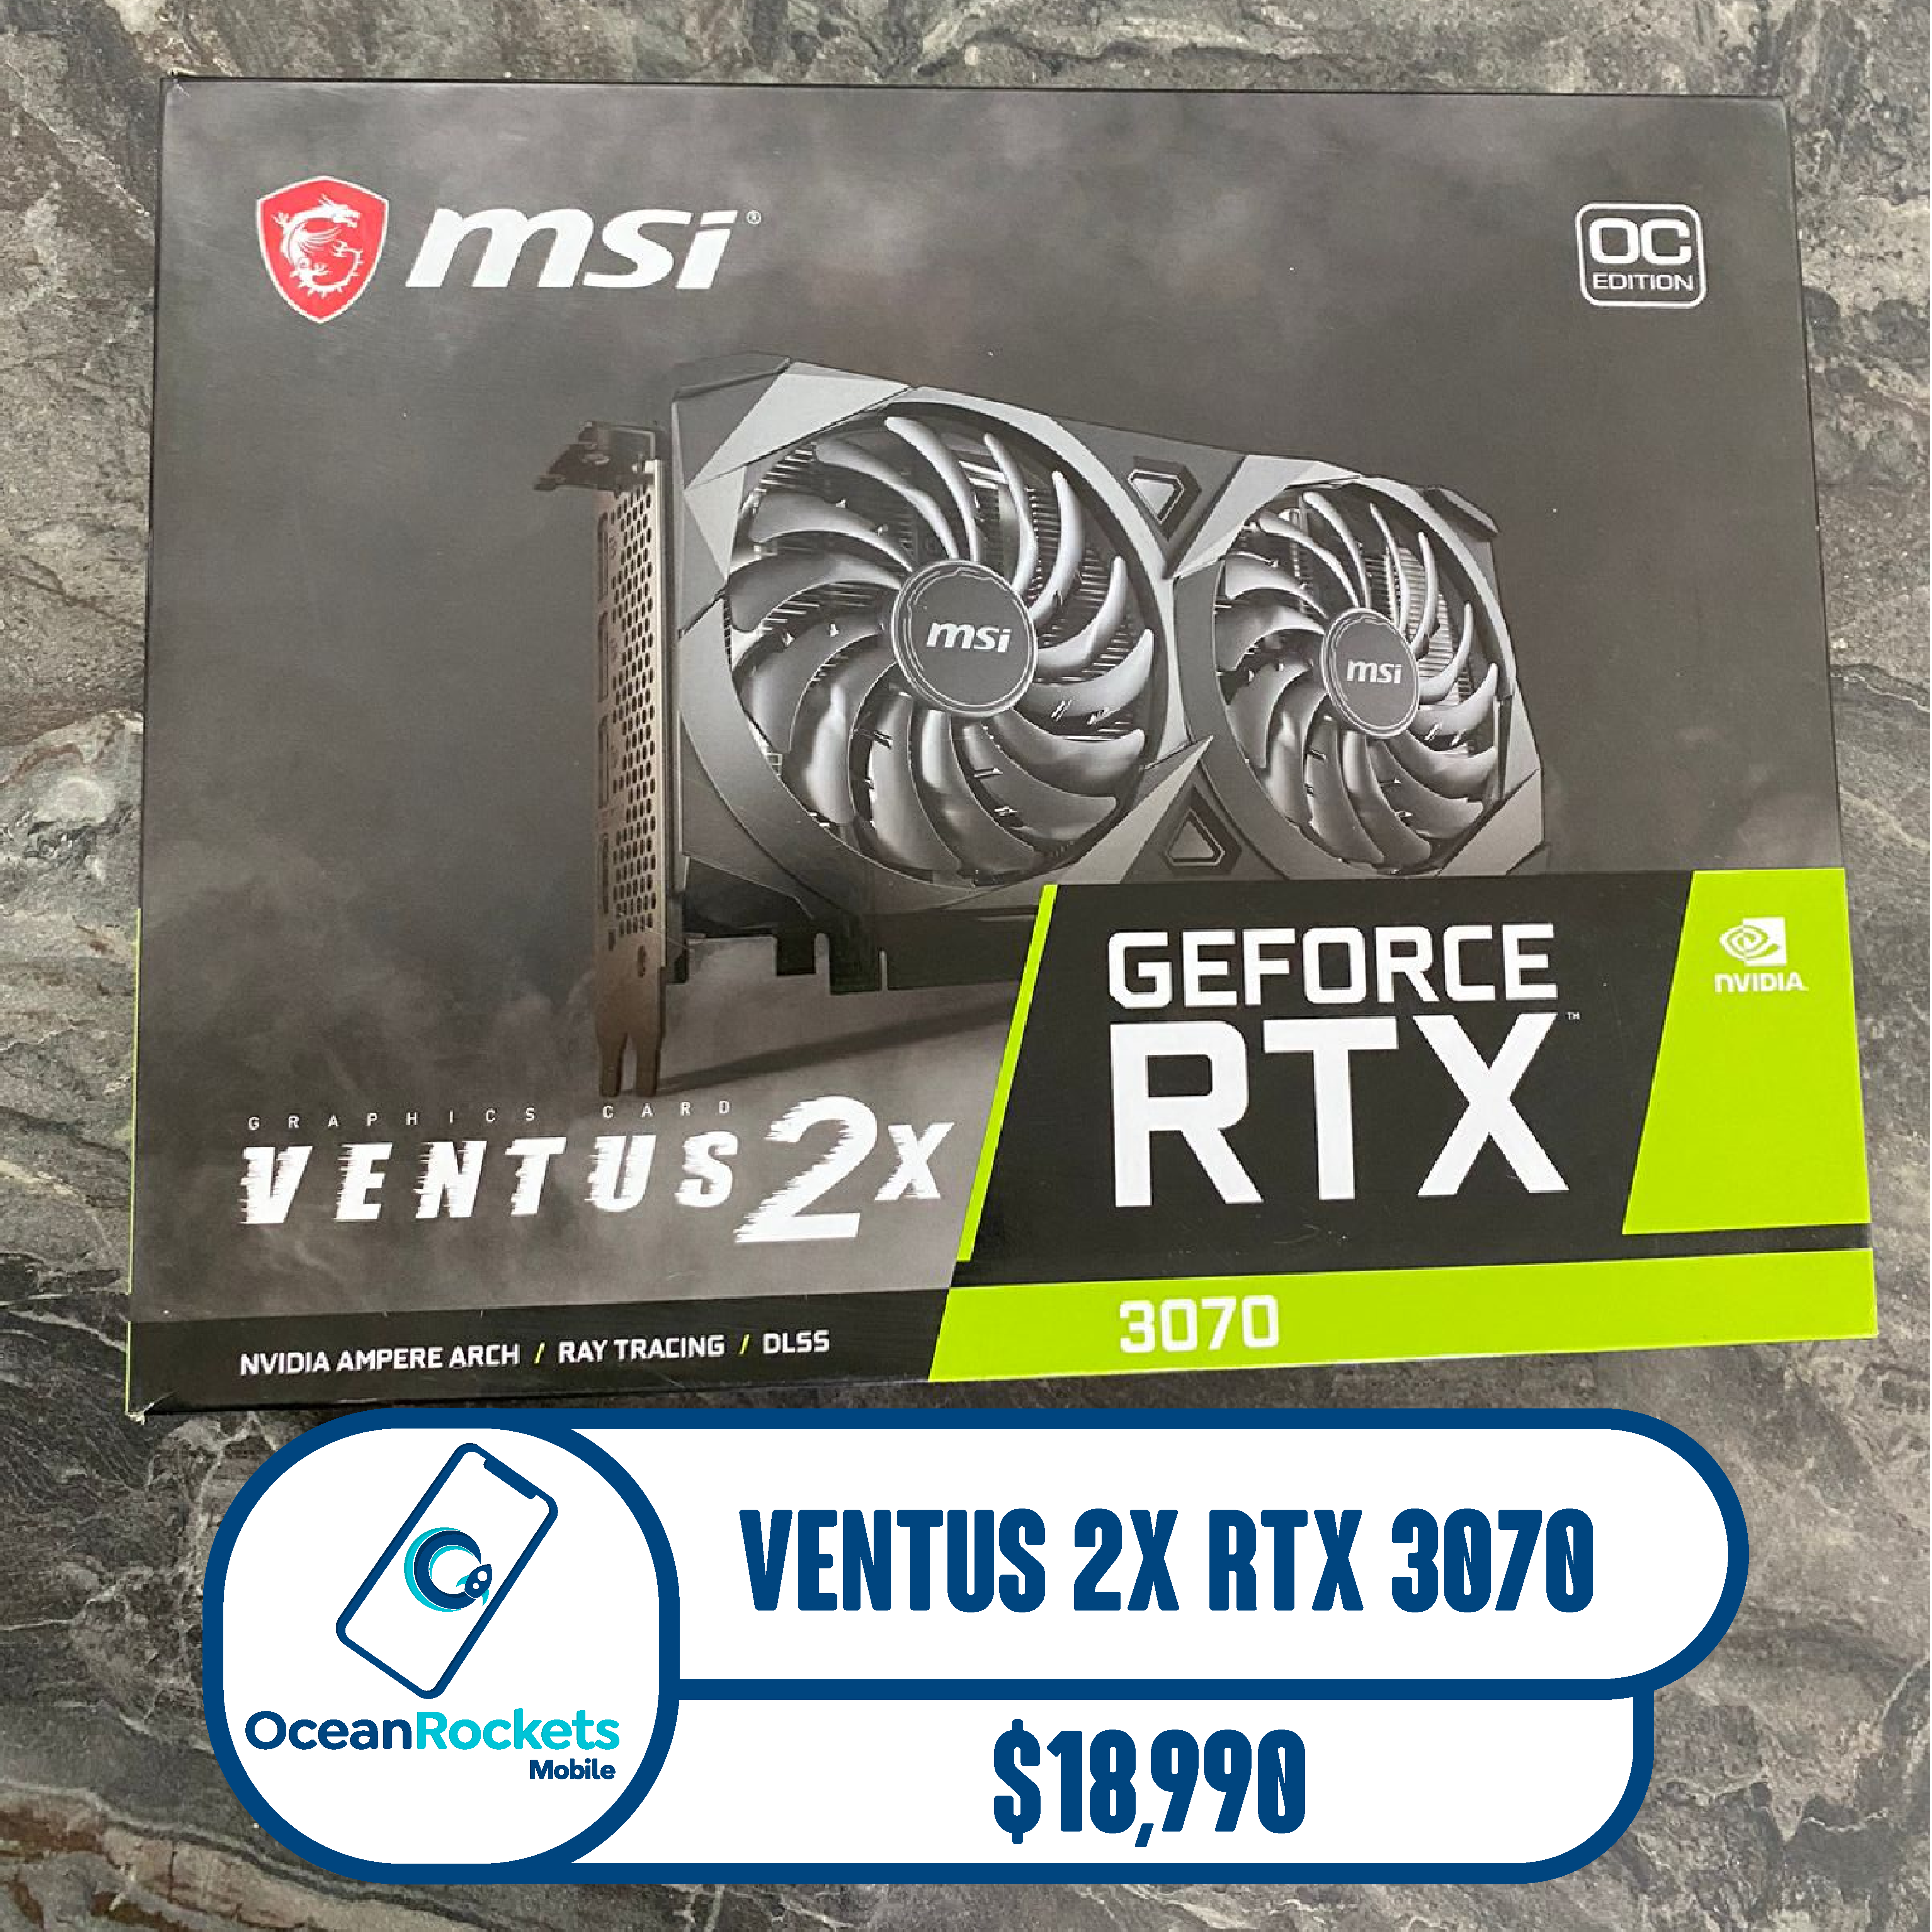 msi®
OC
EDITION
msi
msi
GEFORCE
RTX™
NVIDIA
GRAPHICS CARD
VENTUS 2X
3070
NVIDIA AMPERE ARCH / RAY TRACING / DLSS
VENTUS 2X RTX 3070
OceanRockets
Mobile
$18,990